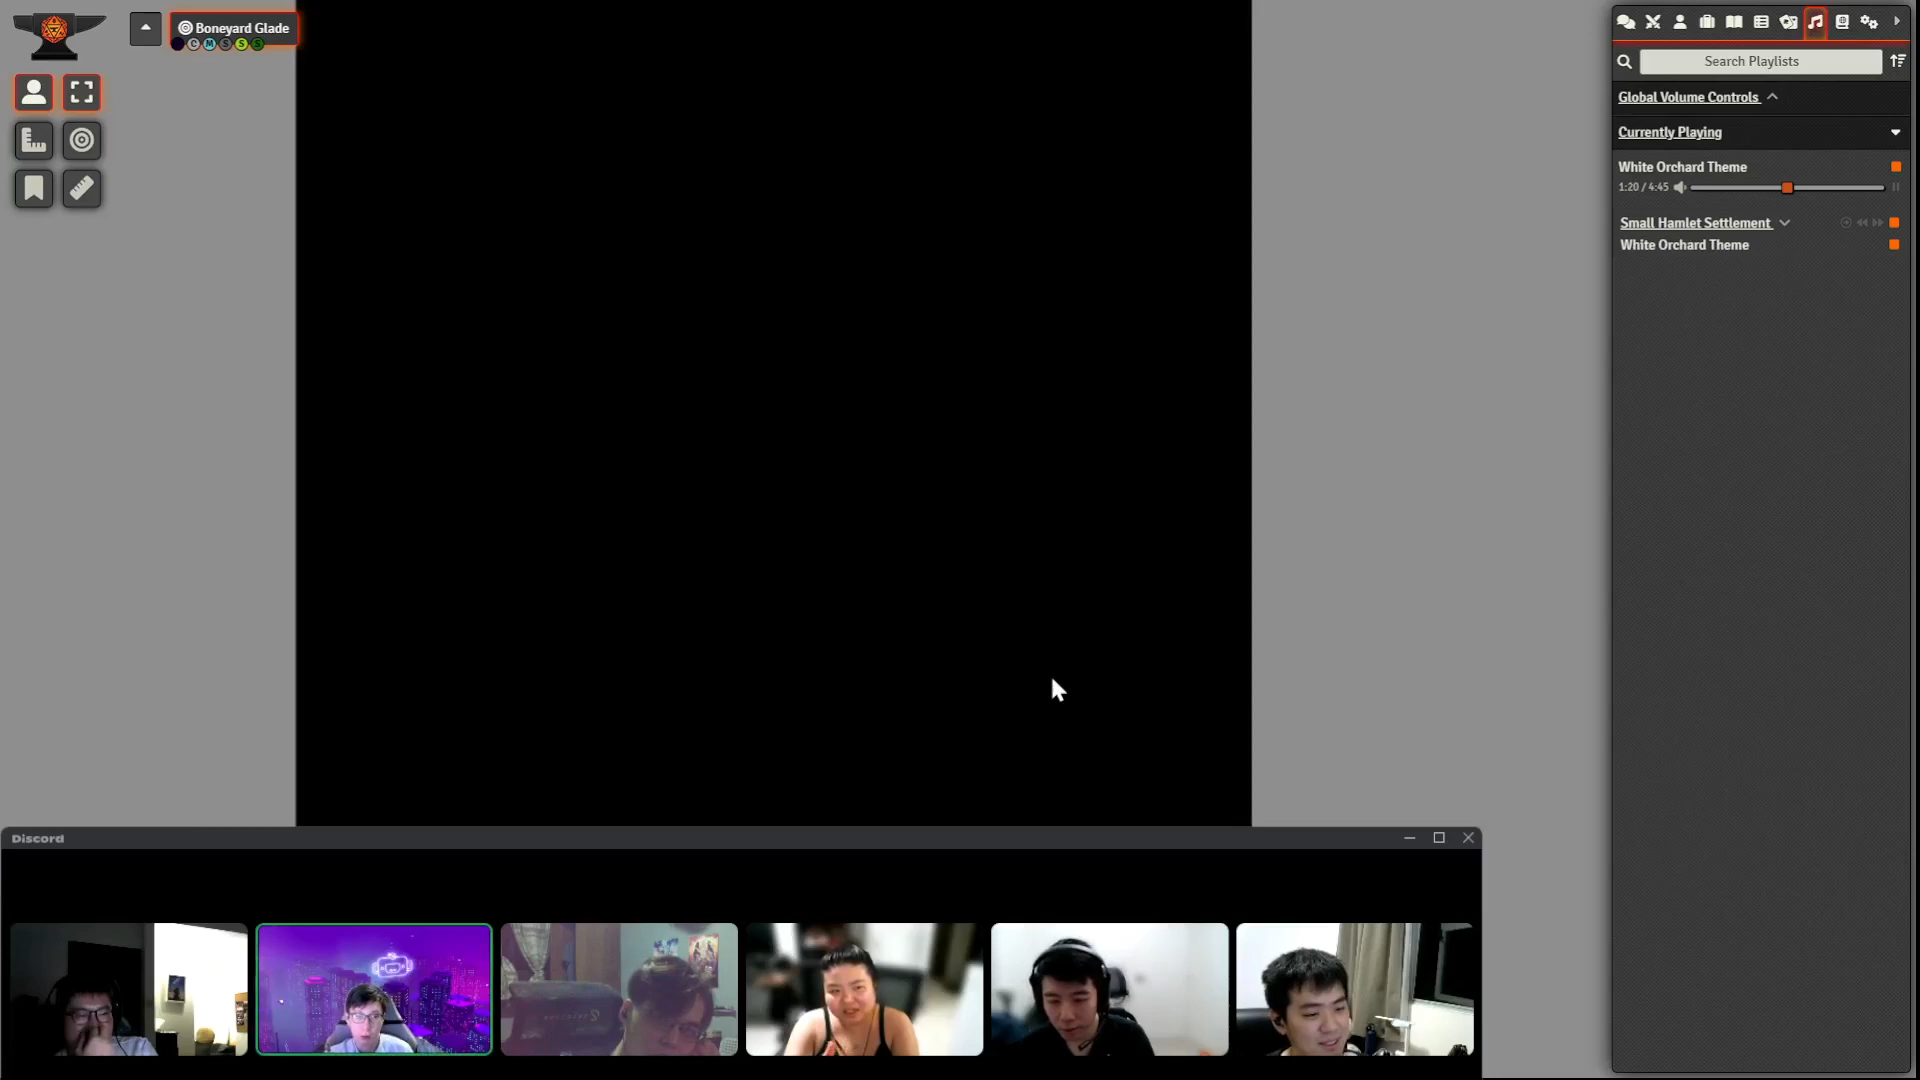 Boneyard Glade
C M S S S
Search Playlists
Global Volume Controls
Currently Playing
White Orchard Theme
1:20 / 4:45
Small Hamlet Settlement
White Orchard Theme
Discord